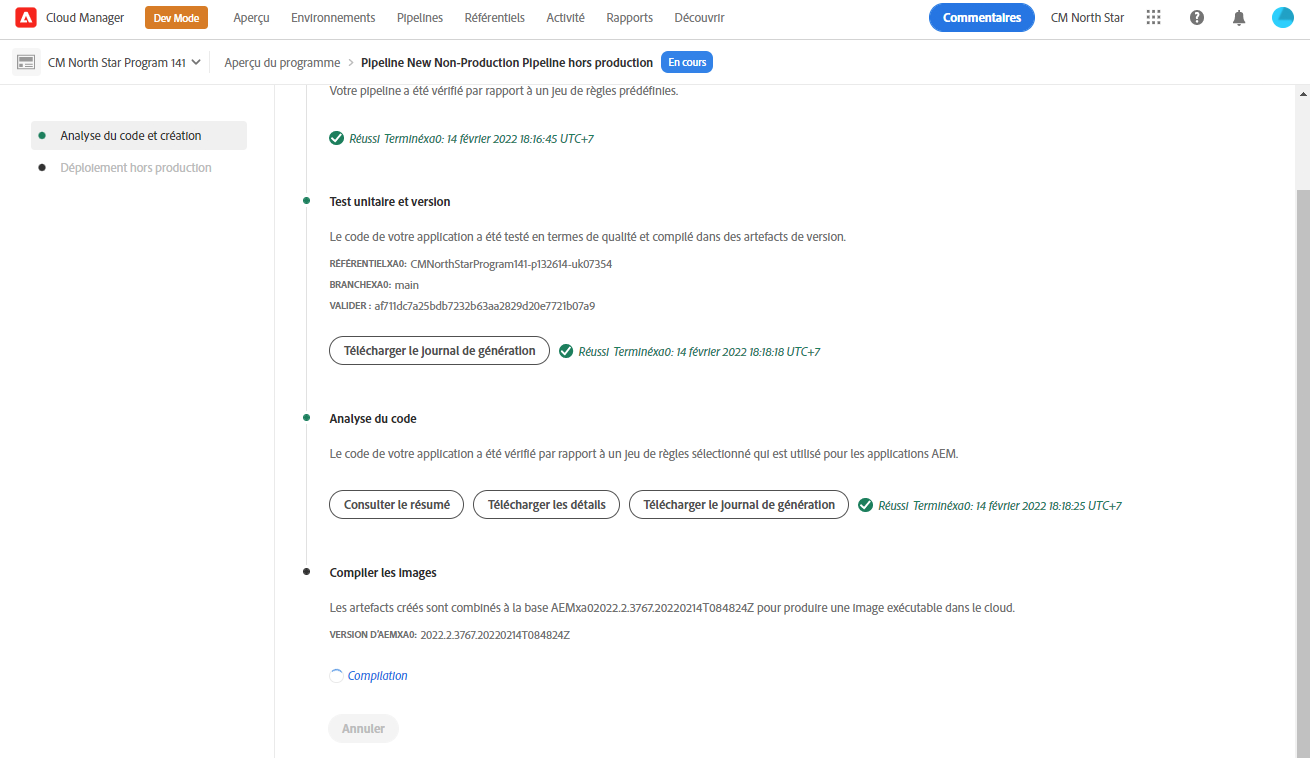 Cloud Manager Dev Mode Aperçu Environnements Pipelines Référentiels Activité Rapports Découvrir Commentaires CM North Star
CM North Star Program 141 Aperçu du programme > Pipeline New Non-Production Pipeline hors production En cours
Votre pipeline a été vérifié par rapport à un jeu de règles prédéfinies.
Analyse du code et création
Déploiement hors production
Réussi Terminéxa0: 14 février 2022 18:16:45 UTC+7
Test unitaire et version
Le code de votre application a été testé en termes de qualité et compilé dans des artefacts de version.
RÉFÉRENTIELXA0: CMNorthStarProgram141-p132614-uk07354
BRANCHEXA0: main
VALIDER : af711dc7a25bdb7232b63aa2829d20e7721b07a9
Télécharger le journal de génération Réussi Terminéxa0: 14 février 2022 18:18:18 UTC+7
Analyse du code
Le code de votre application a été vérifié par rapport à un jeu de règles sélectionné qui est utilisé pour les applications AEM.
Consulter le résumé Télécharger les détails Télécharger le journal de génération Réussi Terminéxa0: 14 février 2022 18:18:25 UTC+7
Compiler les images
Les artefacts créés sont combinés à la base AEMxa02022.2.3767.20220214T084824Z pour produire une image exécutable dans le cloud.
VERSION D'AEMXA0: 2022.2.3767.20220214T084824Z
Compilation
Annuler